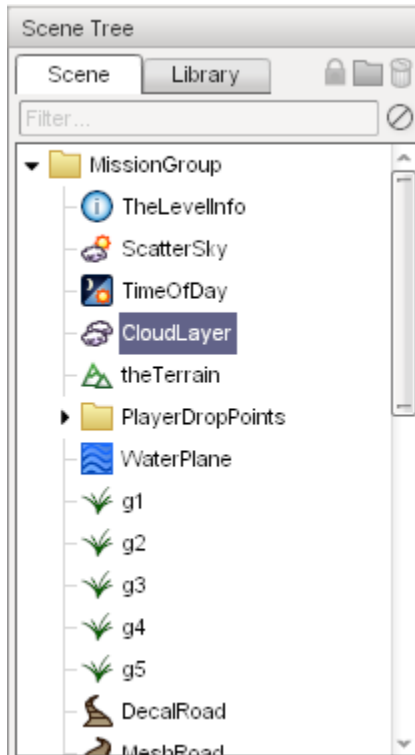 Scene Tree
Scene Library
Filter...
MissionGroup
TheLevelInfo
ScatterSky
TimeOfDay
CloudLayer
theTerrain
PlayerDropPoints
WaterPlane
g1
g2
g3
g4
g5
DecalRoad
MeshRoad